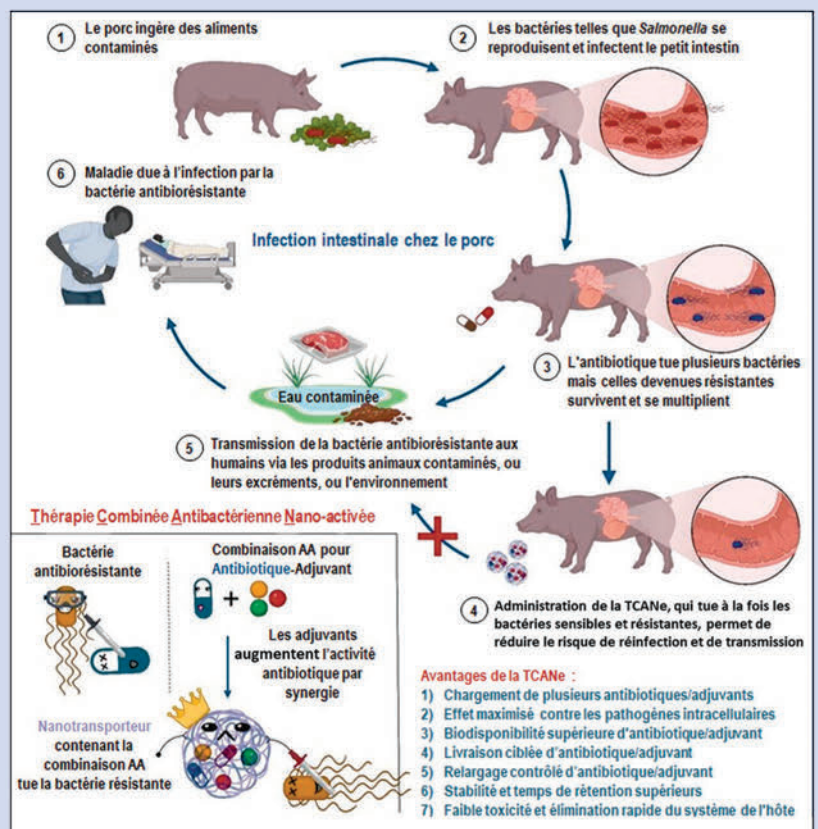 1 Le porc ingère des aliments
contaminés
2 Les bactéries telles que Salmonella se
reproduisent et infectent le petit intestin
6 Maladie due à l'infection par la
bactérie antibiorésistante
Infection intestinale chez le porc
3 L'antibiotique tue plusieurs bactéries
mais celles devenues résistantes
survivent et se multiplient
Eau contaminée
5 Transmission de la bactérie antibiorésistante aux
humains via les produits animaux contaminés, ou
leurs excréments, ou l'environnement
4 Administration de la TCANe, qui tue à la fois les
bactéries sensibles et résistantes, permet de
réduire le risque de réinfection et de transmission
Thérapie Combinée Antibactérienne Nano-activée
Bactérie
antibiorésistante
Combinaison AA pour
Antibiotique-Adjuvant
+
Les adjuvants
augmentent l'activité
antibiotique par
synergie
Nanotransporteur
contenant la
combinaison AA
tue la bactérie résistante
Avantages de la TCANe :
1) Chargement de plusieurs antibiotiques/adjuvants
2) Effet maximisé contre les pathogènes intracellulaires
3) Biodisponibilité supérieure d'antibiotique/adjuvant
4) Livraison ciblée d'antibiotique/adjuvant
5) Relargage contrôlé d'antibiotique/adjuvant
6) Stabilité et temps de rétention supérieurs
7) Faible toxicité et élimination rapide du système de l'hôte